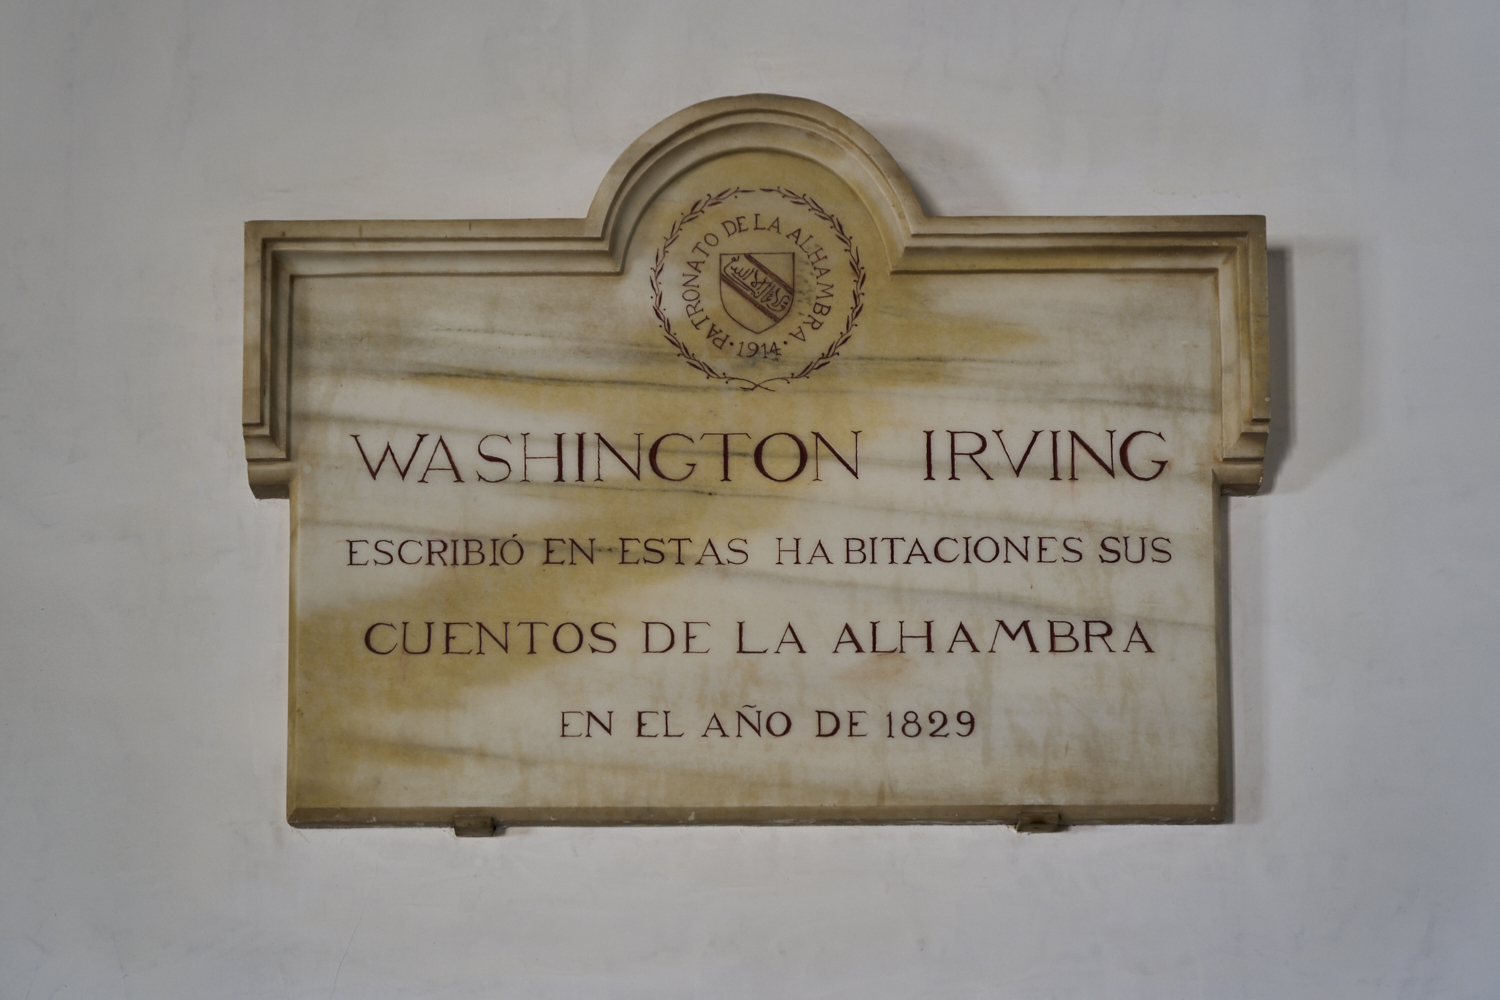 PATRONATO DE LA ALHAMBRA
·1914·
WASHINGTON IRVING
ESCRIBIÓ EN ESTAS HABITACIONES SUS
CUENTOS DE LA ALHAMBRA
EN EL AÑO DE 1829